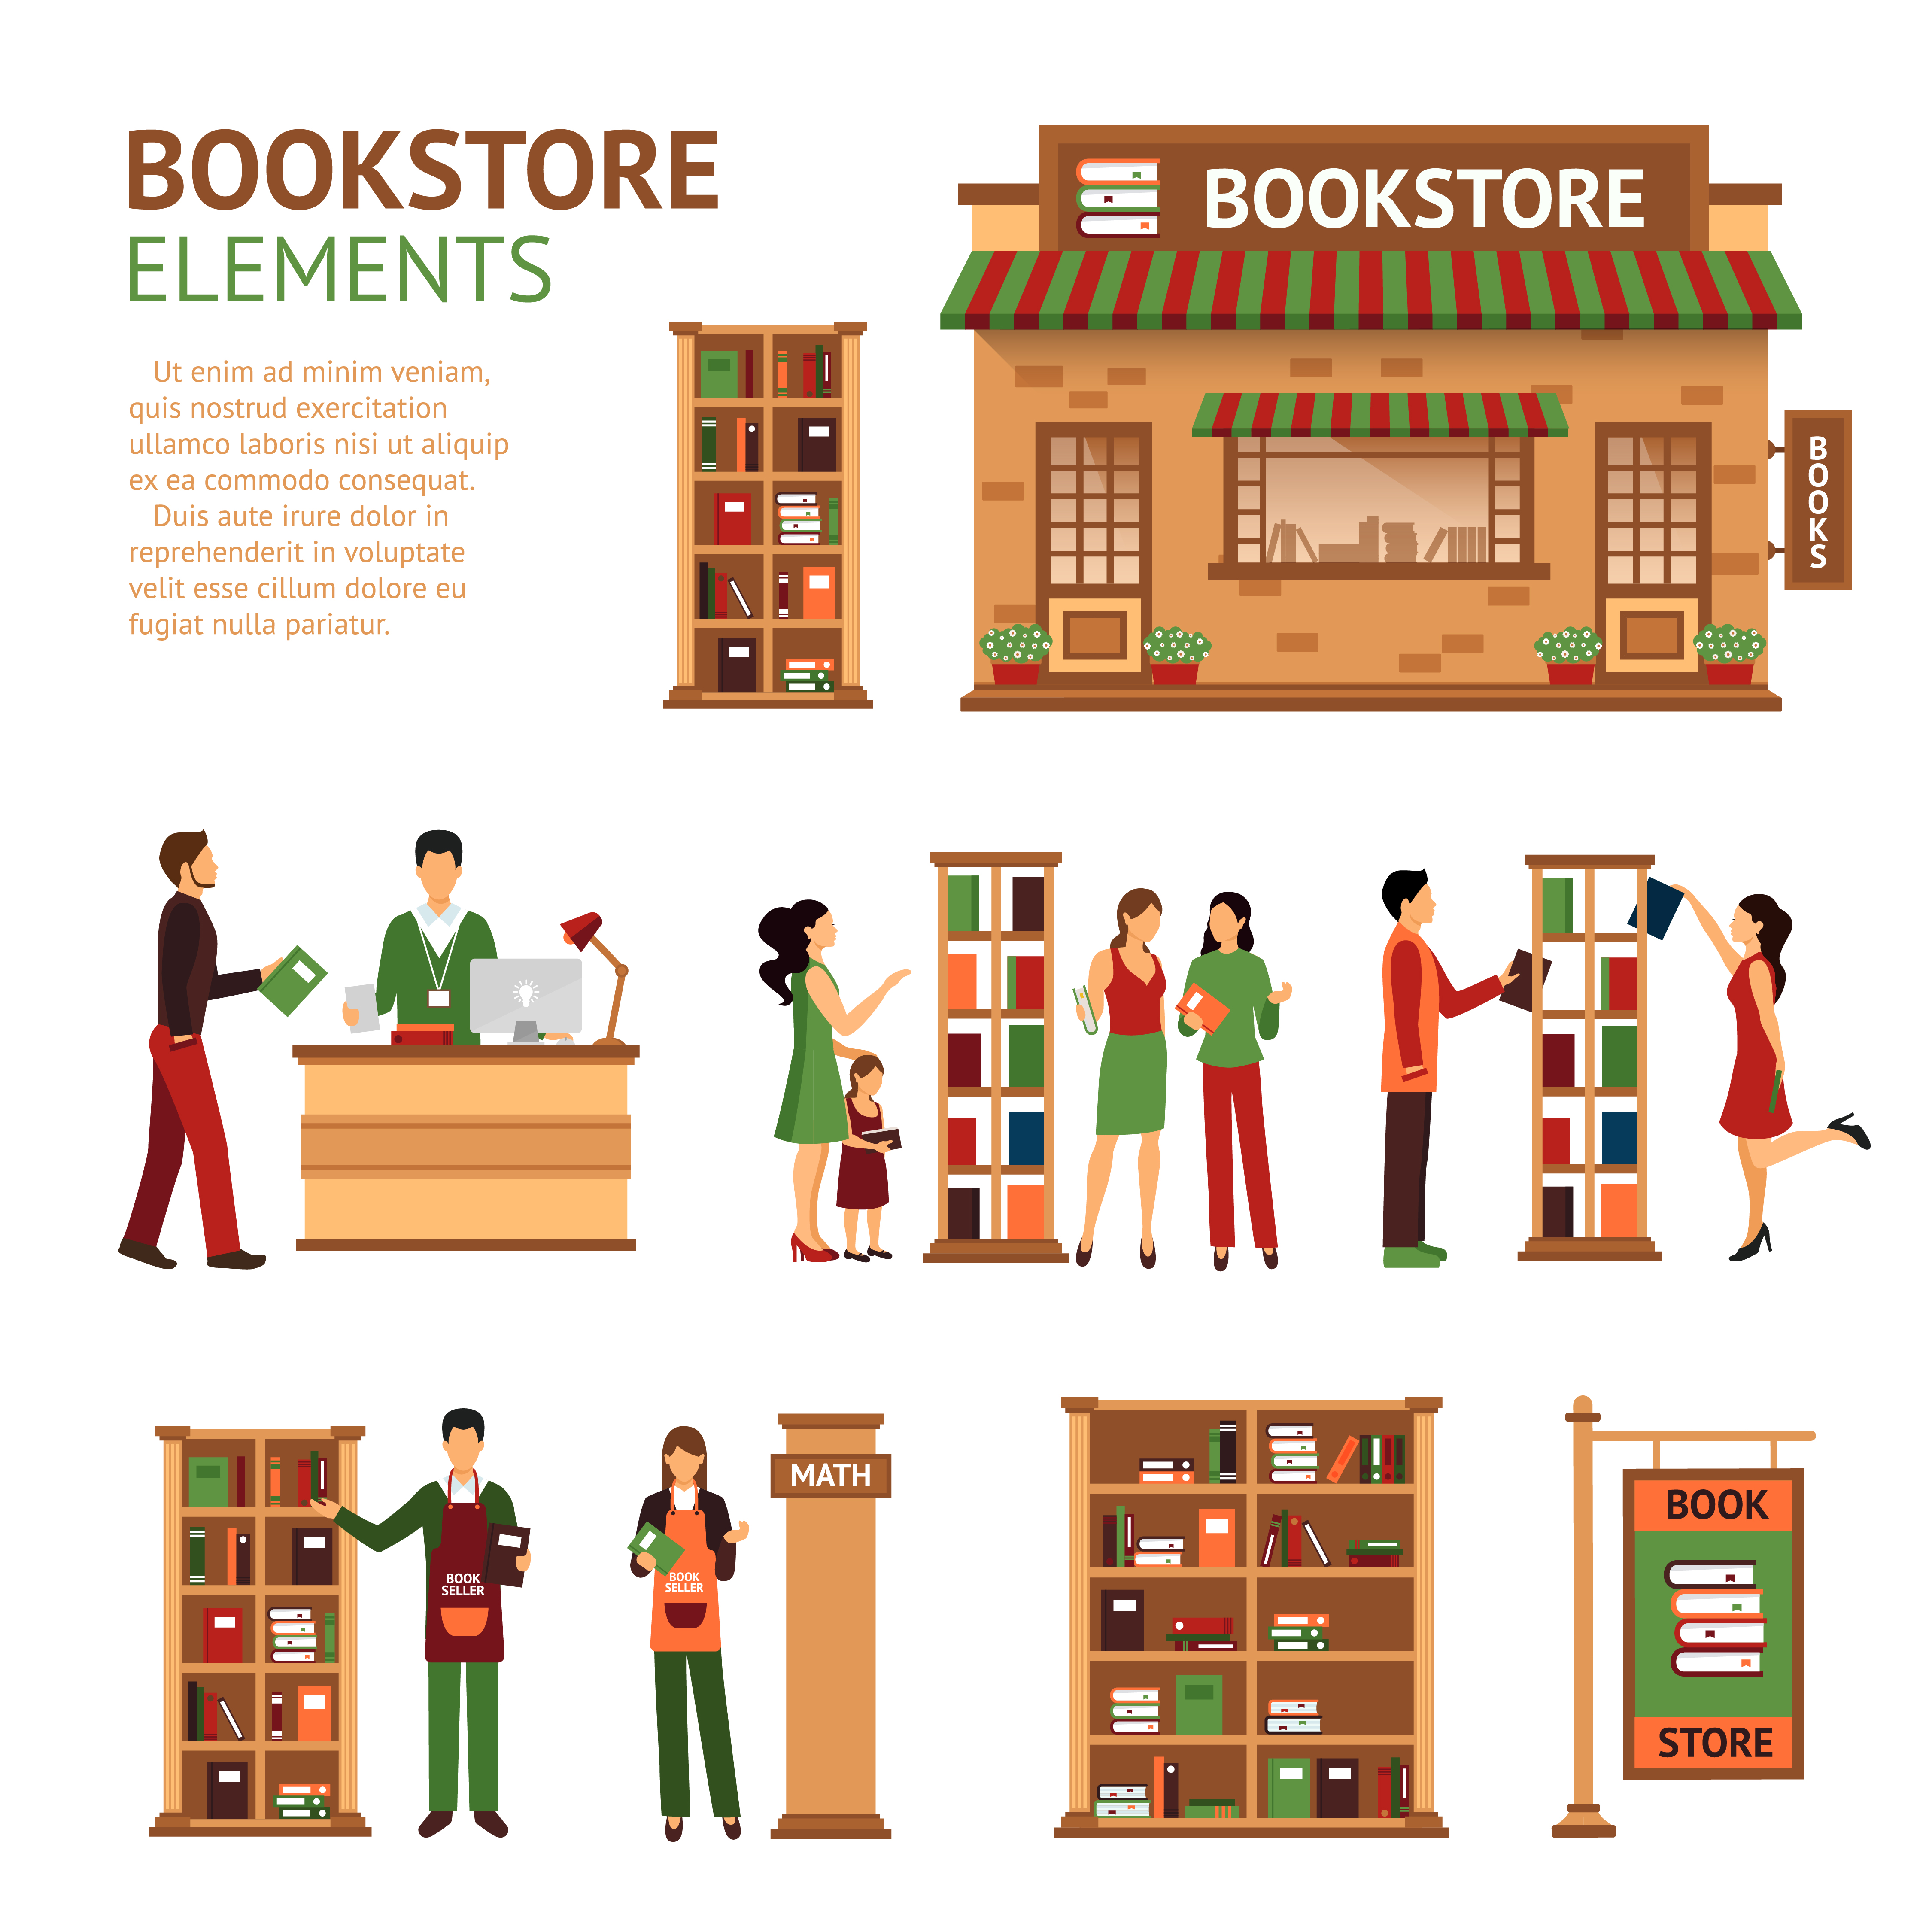 BOOKSTORE
ELEMENTS
Ut enim ad minim veniam,
quis nostrud exercitation
ullamco laboris nisi ut aliquip
ex ea commodo consequat.
Duis aute irure dolor in
reprehenderit in voluptate
velit esse cillum dolore eu
fugiat nulla pariatur.
BOOKSTORE
BOOKS
BOOK
SELLER
BOOK
SELLER
MATH
BOOK
STORE